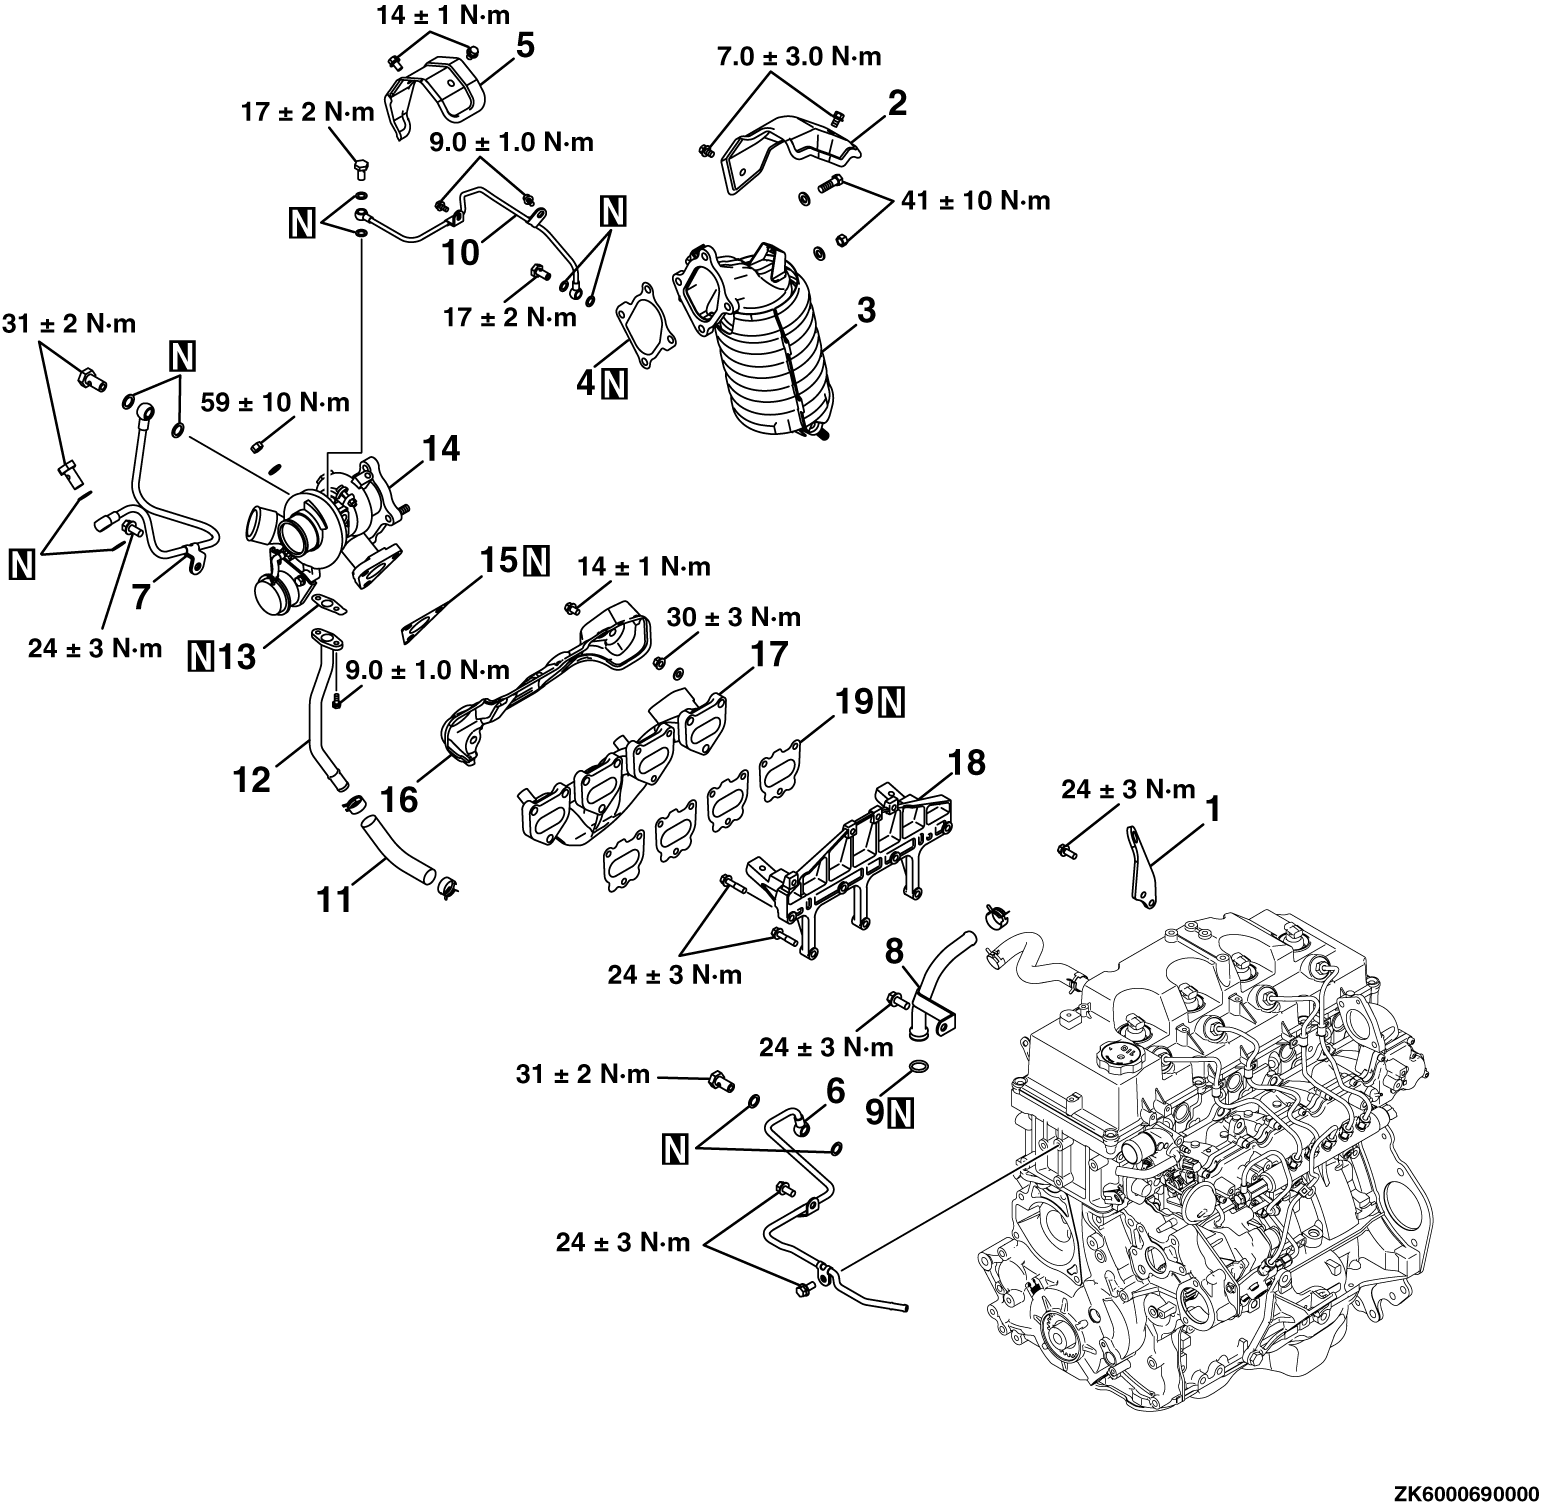 14 ± 1 N·m
5
7.0 ± 3.0 N·m
2
17 ± 2 N·m
9.0 ± 1.0 N·m
41 ± 10 N·m
N
N
10
17 ± 2 N·m
3
31 ± 2 N·m
N
4N
59 ± 10 N·m
14
N
7
15N
14 ± 1 N·m
30 ± 3 N·m
24 ± 3 N·m
N13
9.0 ± 1.0 N·m
17
19N
12
16
18
24 ± 3 N·m
1
11
24 ± 3 N·m
8
24 ± 3 N·m
31 ± 2 N·m
6
9N
N
24 ± 3 N·m
ZK6000690000